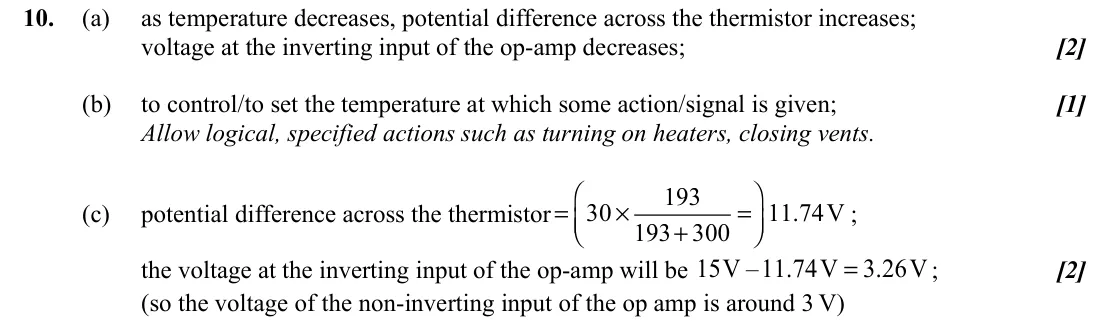 10. (a) as temperature decreases, potential difference across the thermistor increases;
voltage at the inverting input of the op-amp decreases; [2]
(b) to control/to set the temperature at which some action/signal is given; [1]
Allow logical, specified actions such as turning on heaters, closing vents.
(c) potential difference across the thermistor = ( 30 × 193 / 193 + 300 = ) 11.74 V ;
the voltage at the inverting input of the op-amp will be 15 V – 11.74 V = 3.26 V ; [2]
(so the voltage of the non-inverting input of the op amp is around 3 V)